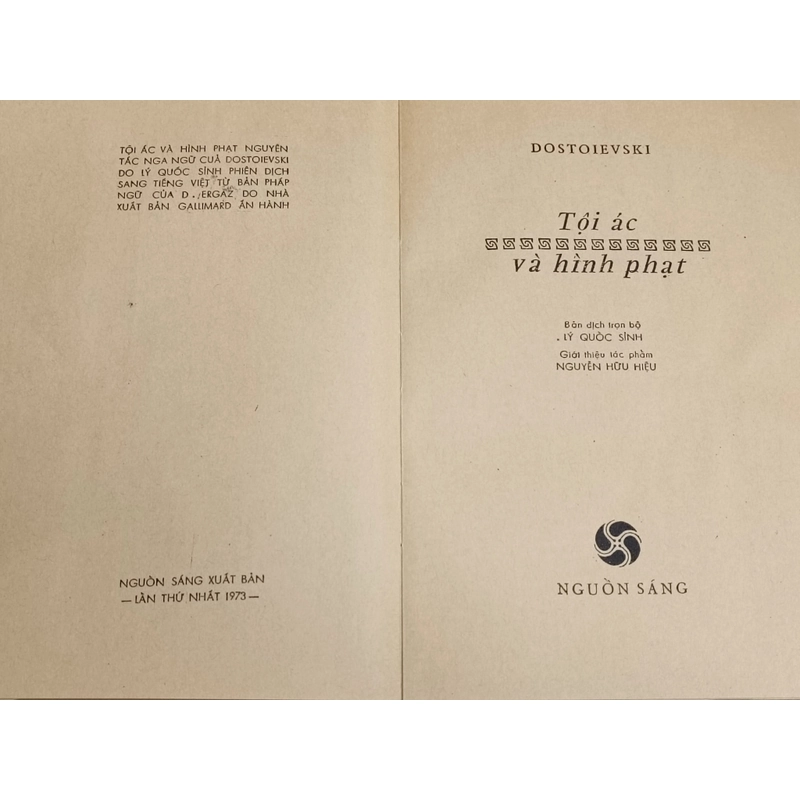 TỘI ÁC VÀ HÌNH PHẠT NGUYÊN
TÁC NGA NGỮ CUẢ DOSTOIEVSKI
DO LÝ QUỐC SỈNH PHIÊN DỊCH
SANG TIẾNG VIỆT TỪ BẢN PHÁP
NGỮ CỦA D. ERGAZ DO NHÀ
XUẤT BẢN GALLIMARD ẤN HÀNH
NGUỒN SÁNG XUẤT BẢN
— LẦN THỨ NHẤT 1973 —
DOSTOIEVSKI
Tội ác
và hình phạt
Bản dịch trọn bộ
LÝ QUỐC SỈNH
Giới thiệu tác phẩm
NGUYỄN HỮU HIỆU
NGUỒN SÁNG